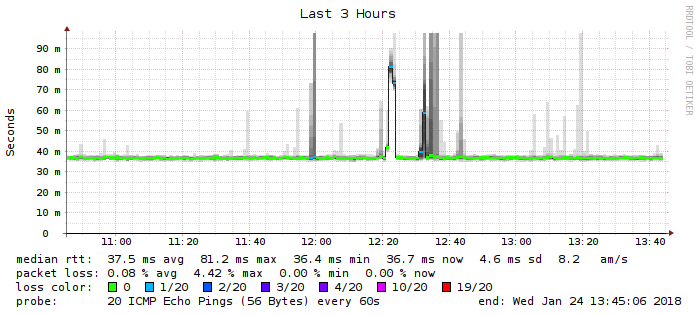 Last 3 Hours
RRDTOOL / TOBI OETIKER
Seconds
90 m
80 m
70 m
60 m
50 m
40 m
30 m
20 m
10 m
0
11:00 11:20 11:40 12:00 12:20 12:40 13:00 13:20 13:40
median rtt: 37.5 ms avg 81.2 ms max 36.4 ms min 36.7 ms now 4.6 ms sd 8.2 am/s
packet loss: 0.08 % avg 4.42 % max 0.00 % min 0.00 % now
loss color: 0 1/20 2/20 3/20 4/20 10/20 19/20
probe: 20 ICMP Echo Pings (56 Bytes) every 60s end: Wed Jan 24 13:45:06 2018